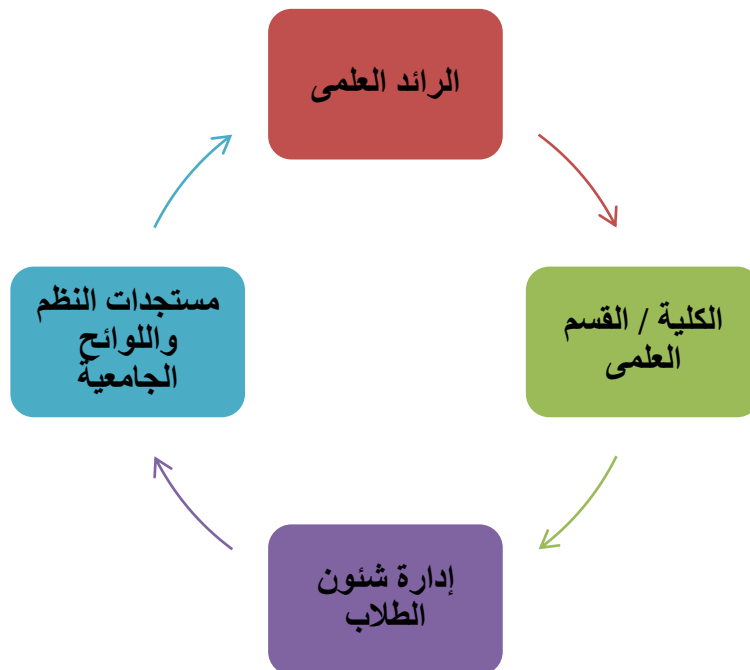 الرائد العلمى
الكلية / القسم
العلمى
إدارة شئون
الطلاب
مستجدات النظم
واللوائح
الجامعية